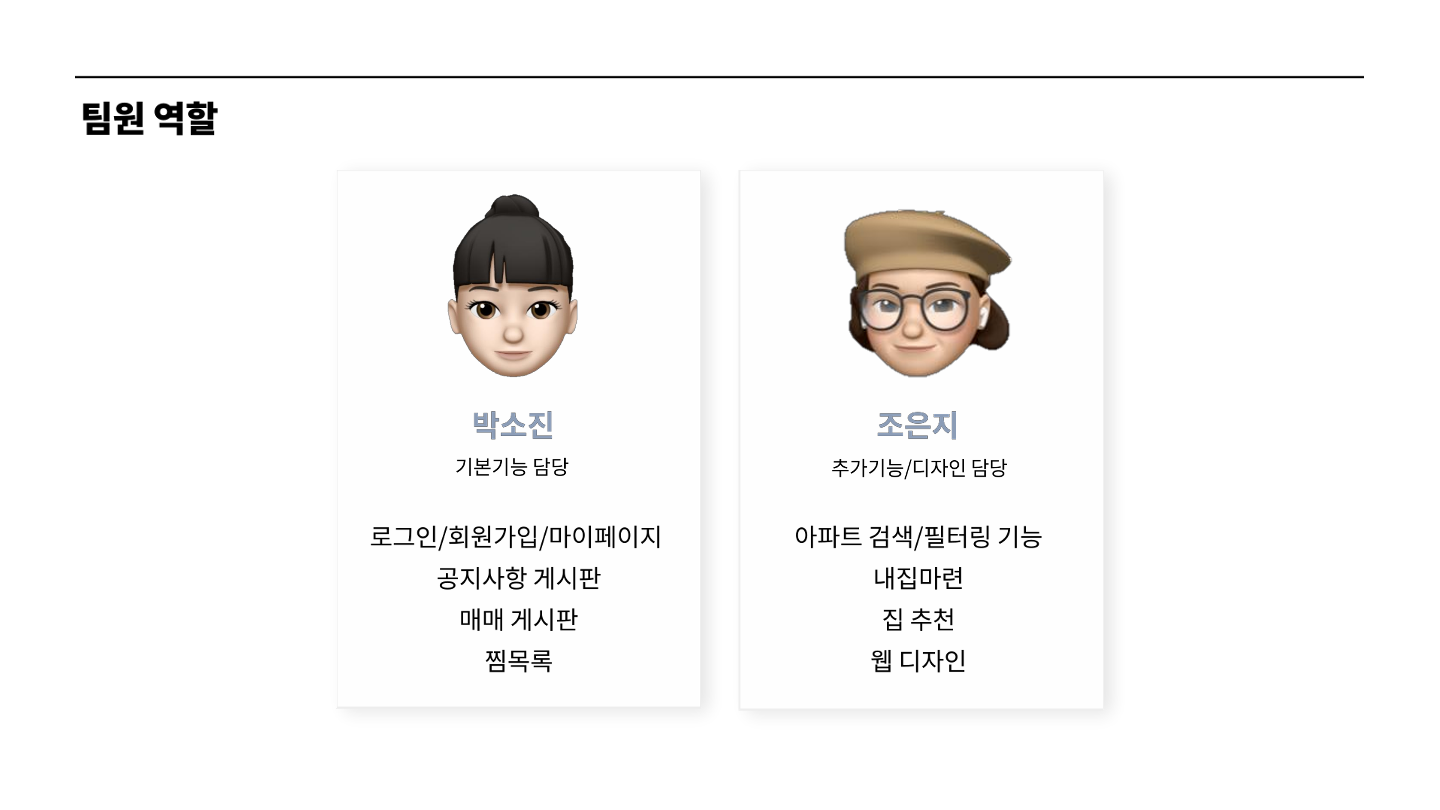 팀원 역할
박소진
기본기능 담당
로그인/회원가입/마이페이지
공지사항 게시판
매매 게시판
찜목록
조은지
추가기능/디자인 담당
아파트 검색/필터링 기능
내집마련
집 추천
웹 디자인